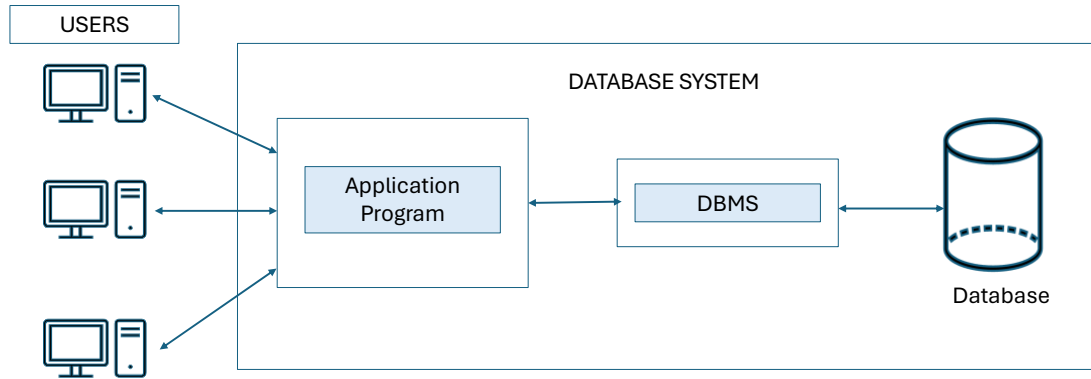 USERS
DATABASE SYSTEM
Application
Program
DBMS
Database